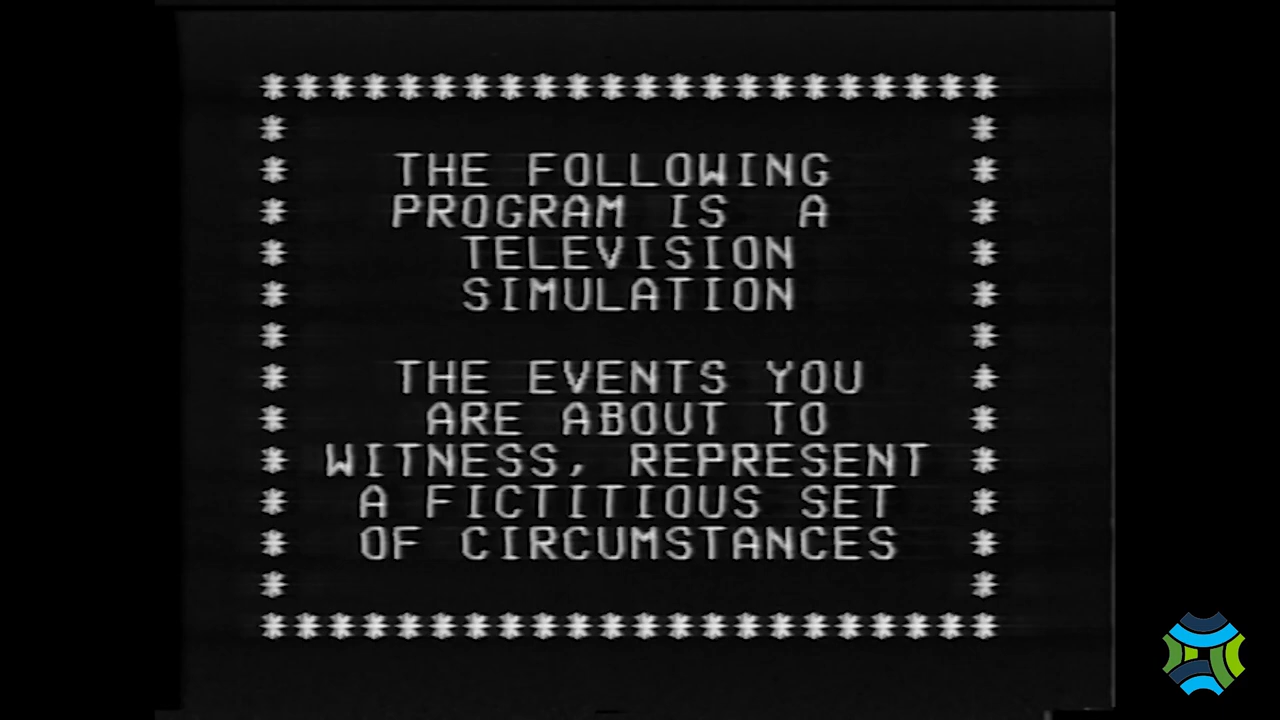 **********************
THE FOLLOWING
PROGRAM IS  A
TELEVISION
SIMULATION
THE EVENTS YOU
ARE ABOUT TO
WITNESS, REPRESENT
A FICTITIOUS SET
OF CIRCUMSTANCES
**********************